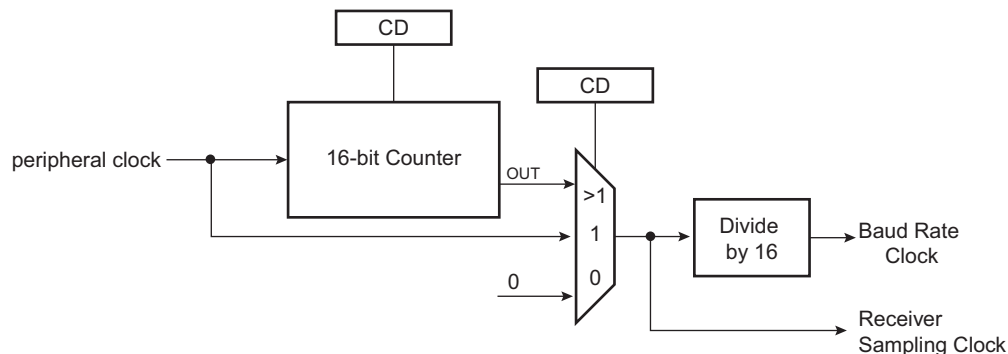 CD
CD
peripheral clock
16-bit Counter
OUT
>1
1
0
0
Divide
by 16
Baud Rate
Clock
Receiver
Sampling Clock